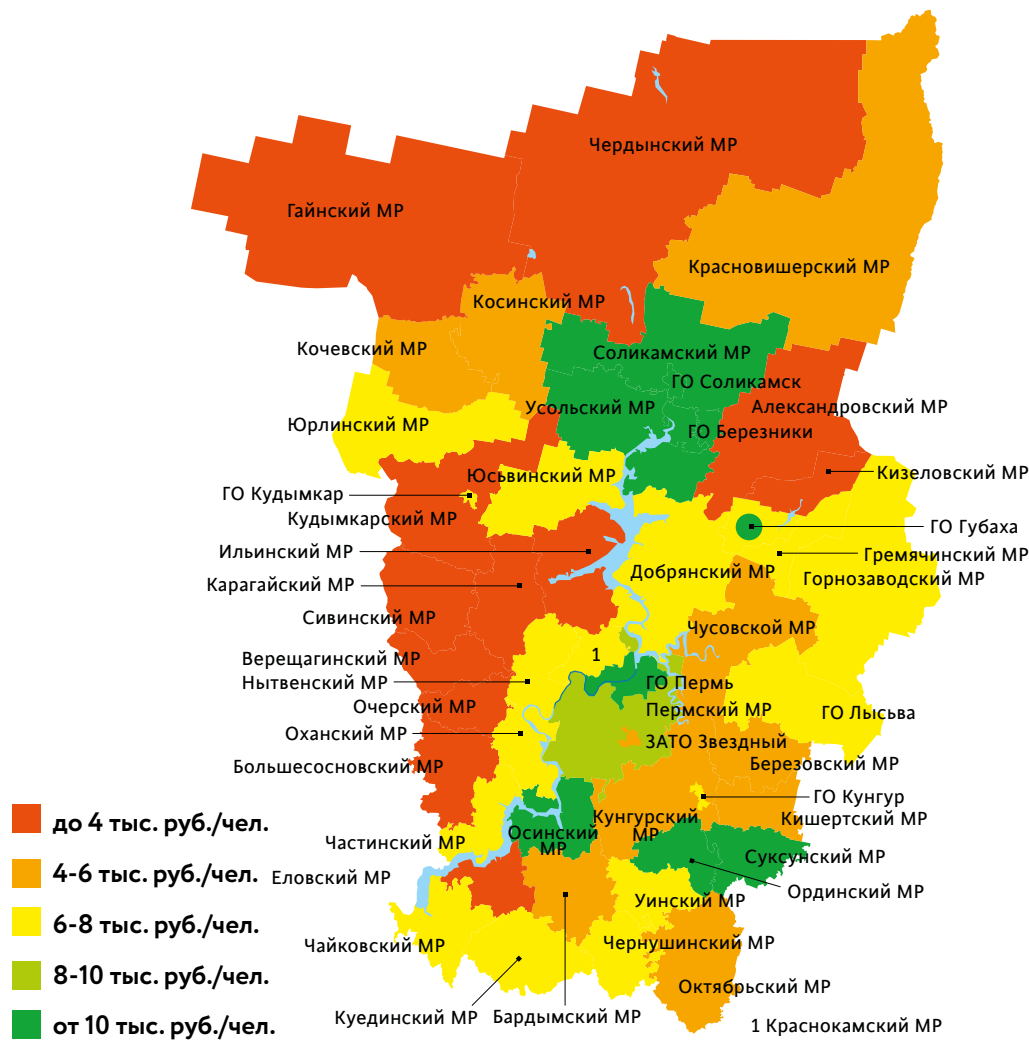 Чердынский МР
Гайнский МР
Красновишерский МР
Косинский МР
Кочевский МР
Соликамский МР
ГО Соликамск
Усольский МР
Александровский МР
Юрлинский МР
ГО Березники
Юсьвинский МР
Кизеловский МР
ГО Кудымкар
Кудымкарский МР
ГО Губаха
Ильинский МР
Гремячинский МР
Добрянский МР
Горнозаводский МР
Карагайский МР
Сивинский МР
Чусовской МР
1
Верещагинский МР
Нытвенский МР
ГО Пермь
Очерский МР
Пермский МР
ГО Лысьва
Оханский МР
ЗАТО Звездный
Большесосновский МР
Березовский МР
ГО Кунгур
Кунгурский
МР
Кишертский МР
до 4 тыс. руб./чел.
Частинский МР
Осинский
МР
Суксунский МР
4-6 тыс. руб./чел.
Еловский МР
Ординский МР
Уинский МР
6-8 тыс. руб./чел.
Чайковский МР
Чернушинский МР
8-10 тыс. руб./чел.
Октябрьский МР
Куединский МР
Бардымский МР
от 10 тыс. руб./чел.
1 Краснокамский МР